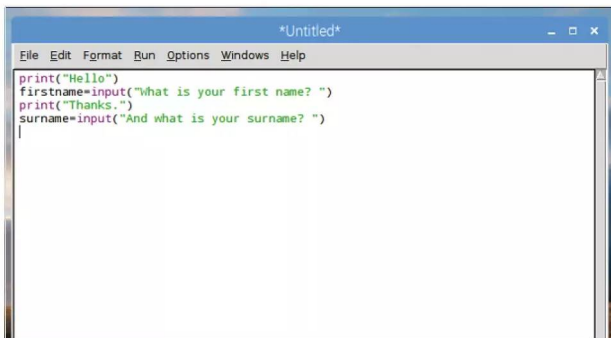 *Untitled*
File Edit Format Run Options Windows Help
print("Hello")
firstname=input("What is your first name? ")
print("Thanks.")
surname=input("And what is your surname? ")